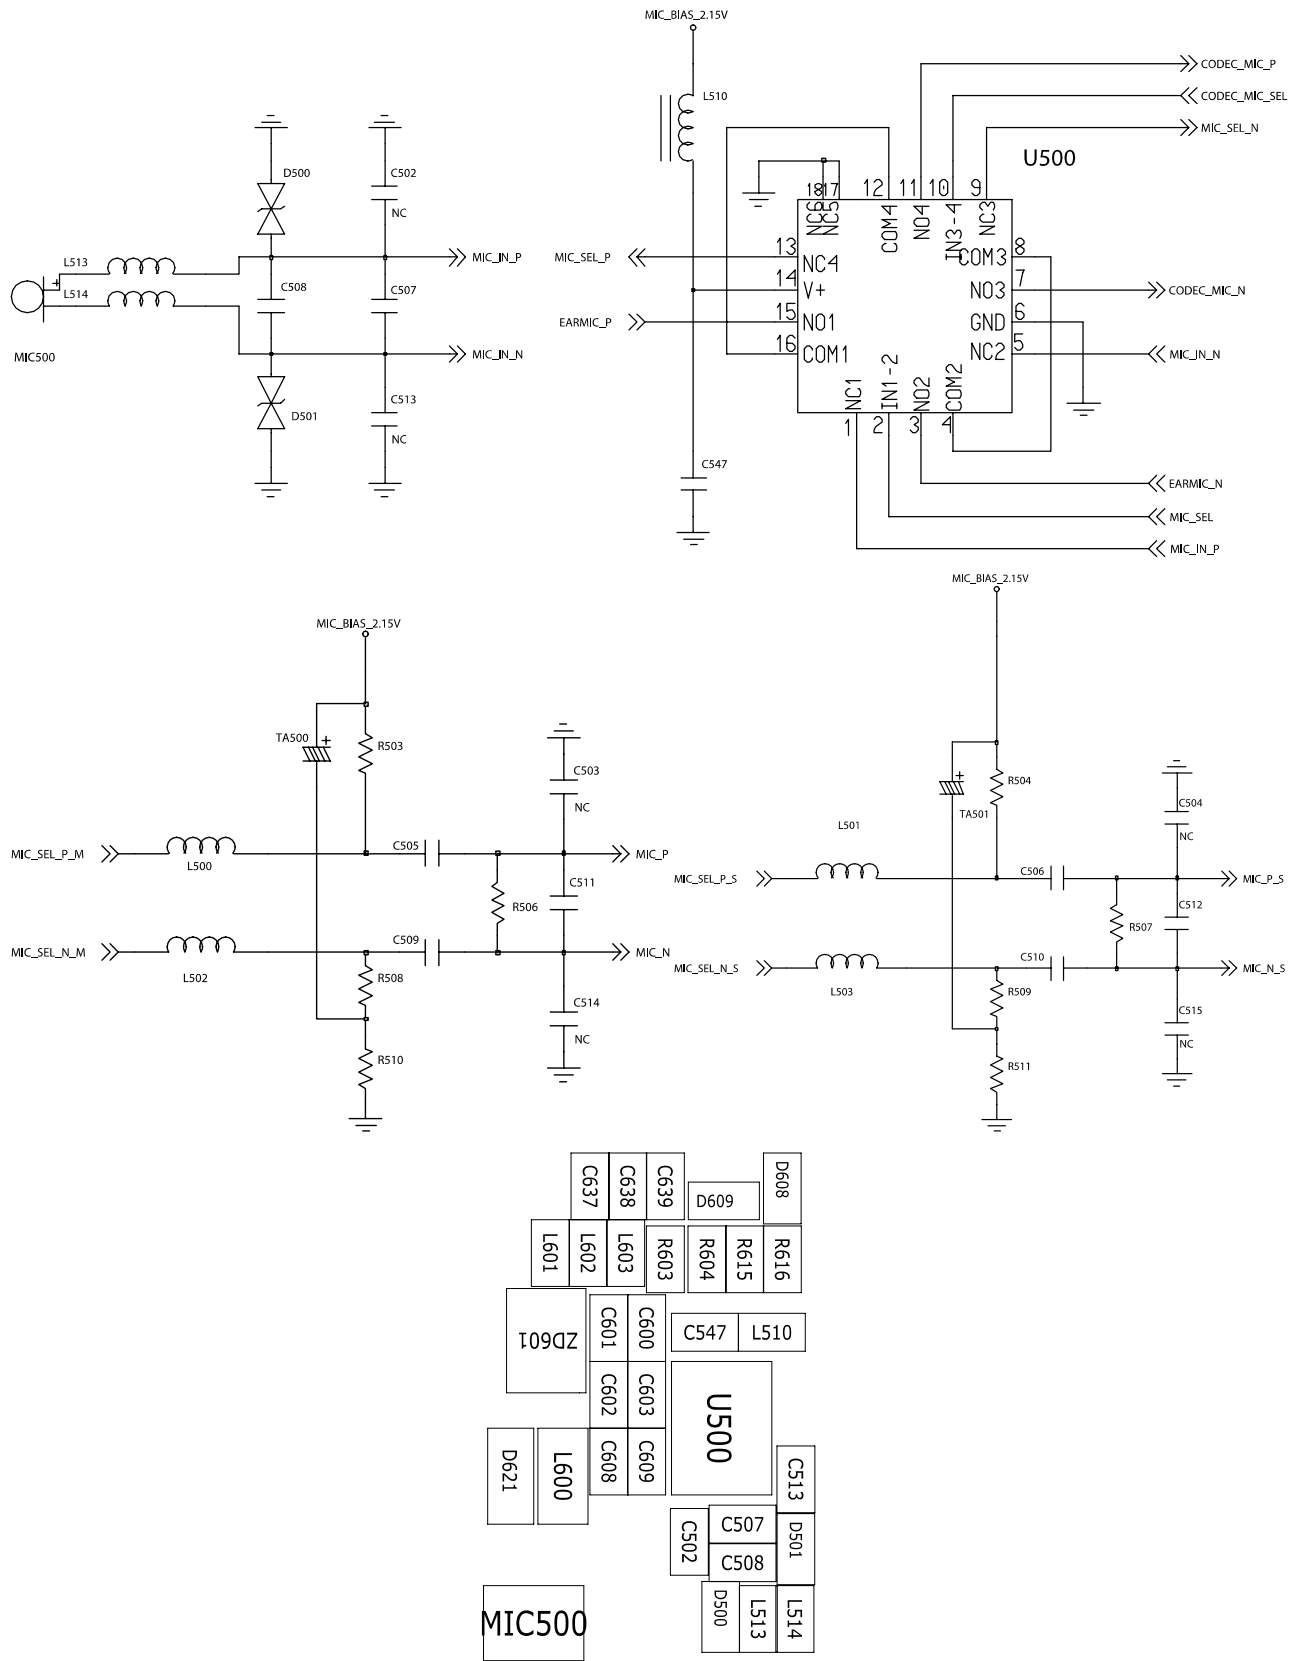 MIC_BIAS_2.15V
L510
CODEC_MIC_P
CODEC_MIC_SEL
MIC_SEL_N
U500
D500
C502
NC
L513
+
L514
MIC500
C508
C507
MIC_IN_P
MIC_IN_N
D501
C513
NC
18 17 12 11 10 9
NC6 NC5 COM4 NO4 IN3-4 NC3
MIC_SEL_P
13 NC4
14 V+
EARMIC_P
15 NO1
16 COM1
COM3 8
NO3 7
CODEC_MIC_N
GND 6
NC2 5
MIC_IN_N
NC1 IN1-2 NO2 COM2
1 2 3 4
C547
EARMIC_N
MIC_SEL
MIC_IN_P
MIC_BIAS_2.15V
TA500
+
R503
C503
NC
MIC_SEL_P_M
L500
C505
MIC_P
R506
C511
MIC_SEL_N_M
L502
C509
MIC_N
R508
C514
NC
R510
MIC_BIAS_2.15V
+
TA501
R504
C504
NC
L501
MIC_SEL_P_S
C506
MIC_P_S
R507
C512
MIC_SEL_N_S
L503
C510
MIC_N_S
R509
C515
NC
R511
C637 C638 C639 D609 D608
L601 L602 L603 R603 R604 R615 R616
ZD601
C601 C600
C547 L510
C602 C603
U500
D621
L600
C608 C609
C513
C502
C507
D501
C508
MIC500
D500
L513
L514